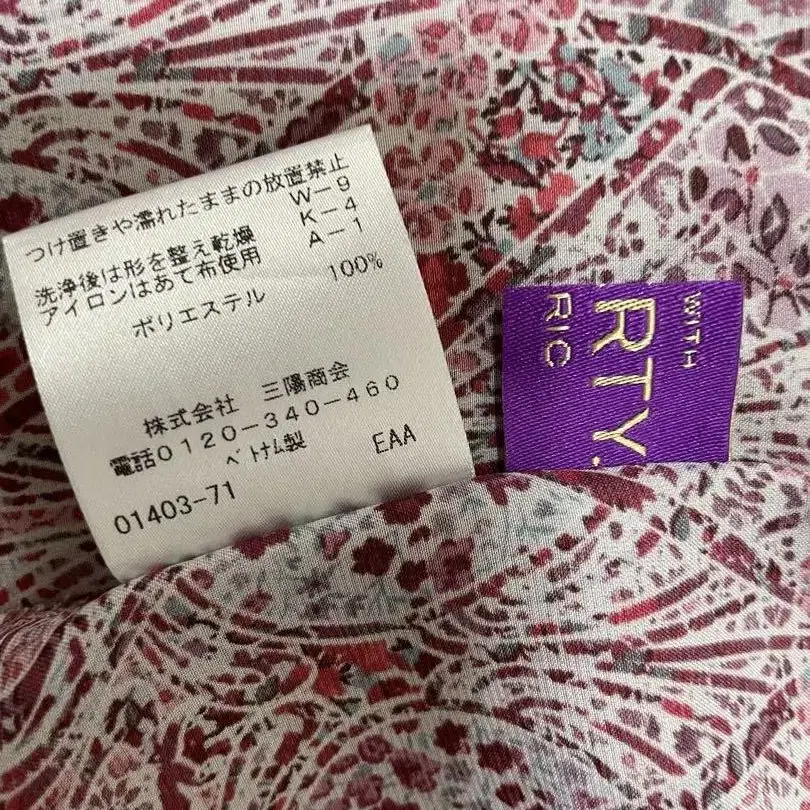 つけ置きや濡れたままの放置禁止
W-9
洗浄後は形を整え乾燥 K-4
アイロンはあて布使用 A-1
ポリエステル 100%
株式会社 三陽商会
電話0120-340-460
ベトナム製 EAA
01403-71
WITH
RTY.
RIC